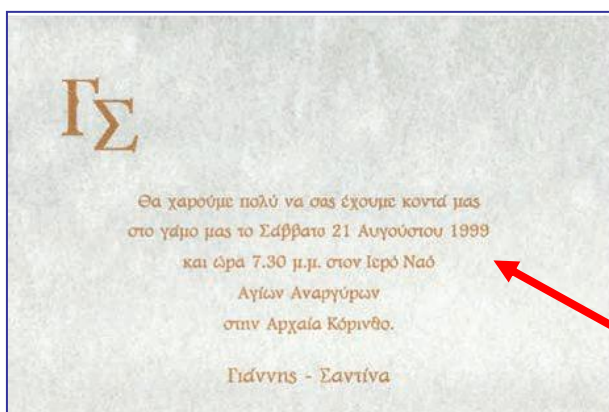 ΓΣ
Θα χαρούμε πολύ να σας έχουμε κοντά μας
στο γάμο μας το Σάββατο 21 Αυγούστου 1999
και ώρα 7.30 μ.μ. στον Ιερό Ναό
Αγίων Αναργύρων
στην Αρχαία Κόρινθο.
Γιάννης - Σαντίνα